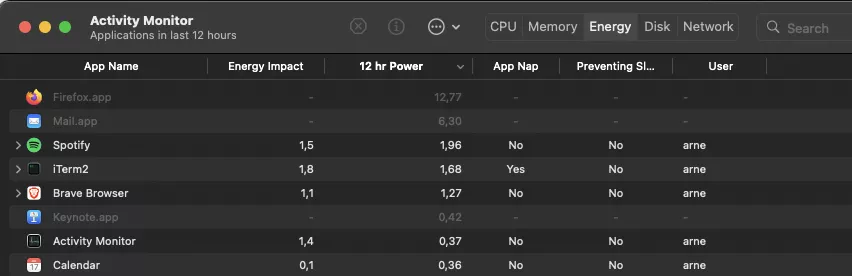 Activity Monitor
Applications in last 12 hours
CPU Memory Energy Disk Network Search
App Name Energy Impact 12 hr Power App Nap Preventing Sl... User
Firefox.app - 12,77 - - -
Mail.app - 6,30 - - -
Spotify 1,5 1,96 No No arne
iTerm2 1,8 1,68 Yes No arne
Brave Browser 1,1 1,27 No No arne
Keynote.app - 0,42 - - -
Activity Monitor 1,4 0,37 No No arne
17 Calendar 0,1 0,36 No No arne